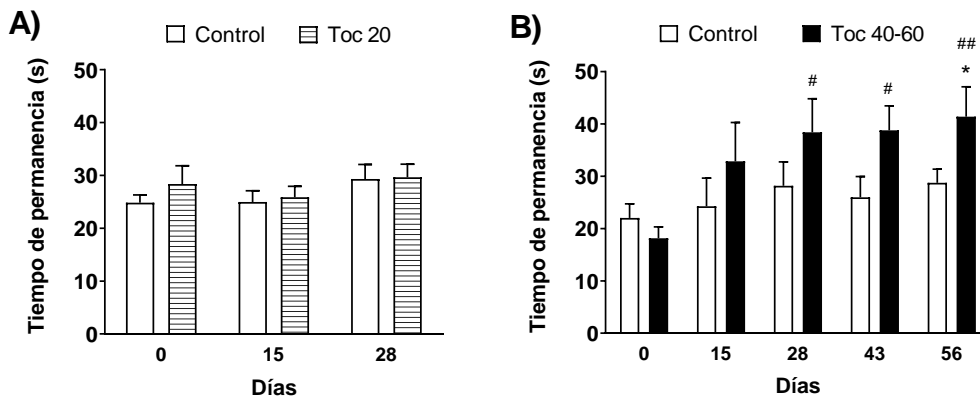 A)
Control Toc 20
Tiempo de permanencia (s)
50
40
30
20
10
0
0 15 28
Días
B)
Control Toc 40-60
Tiempo de permanencia (s)
50
40
30
20
10
0
# # ##
*
0 15 28 43 56
Días